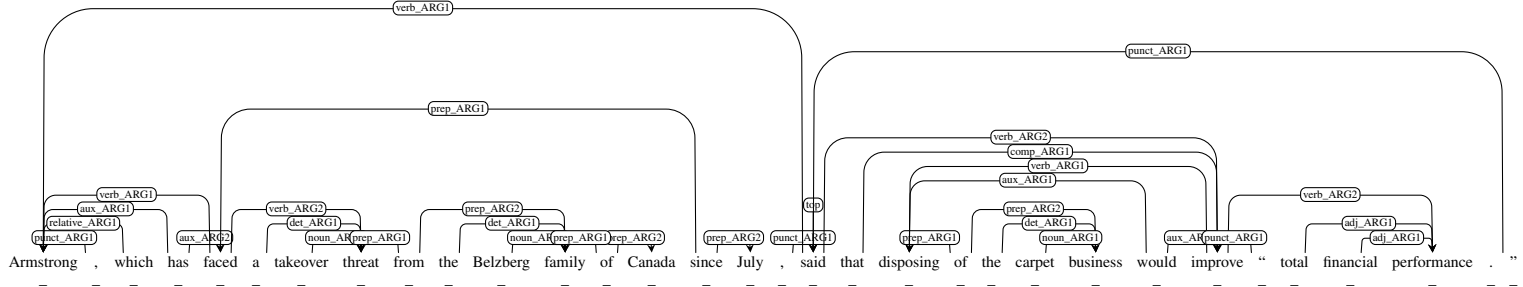 verb_ARG1
punct_ARG1
prep_ARG1
verb_ARG2
comp_ARG1
verb_ARG1
aux_ARG1
verb_ARG1 top verb_ARG2
aux_ARG1 verb_ARG2 prep_ARG2 prep_ARG2
relative_ARG1 det_ARG1 det_ARG1 det_ARG1 adj_ARG1
punct_ARG1 aux_ARG2 prep_ARG1 prep_ARG1 prep_ARG2 prep_ARG2 punct_ARG1 prep_ARG1 noun_ARG1 punct_ARG1 adj_ARG1
Armstrong , which has faced a takeover threat from the Belzberg family of Canada since July , said that disposing of the carpet business would improve “ total financial performance . ”
_ _ _ _ _ _ _ _ _ _ _ _ _ _ _ _ _ _ _ _ _ _ _ _ _ _ _ _ _ _ _ _